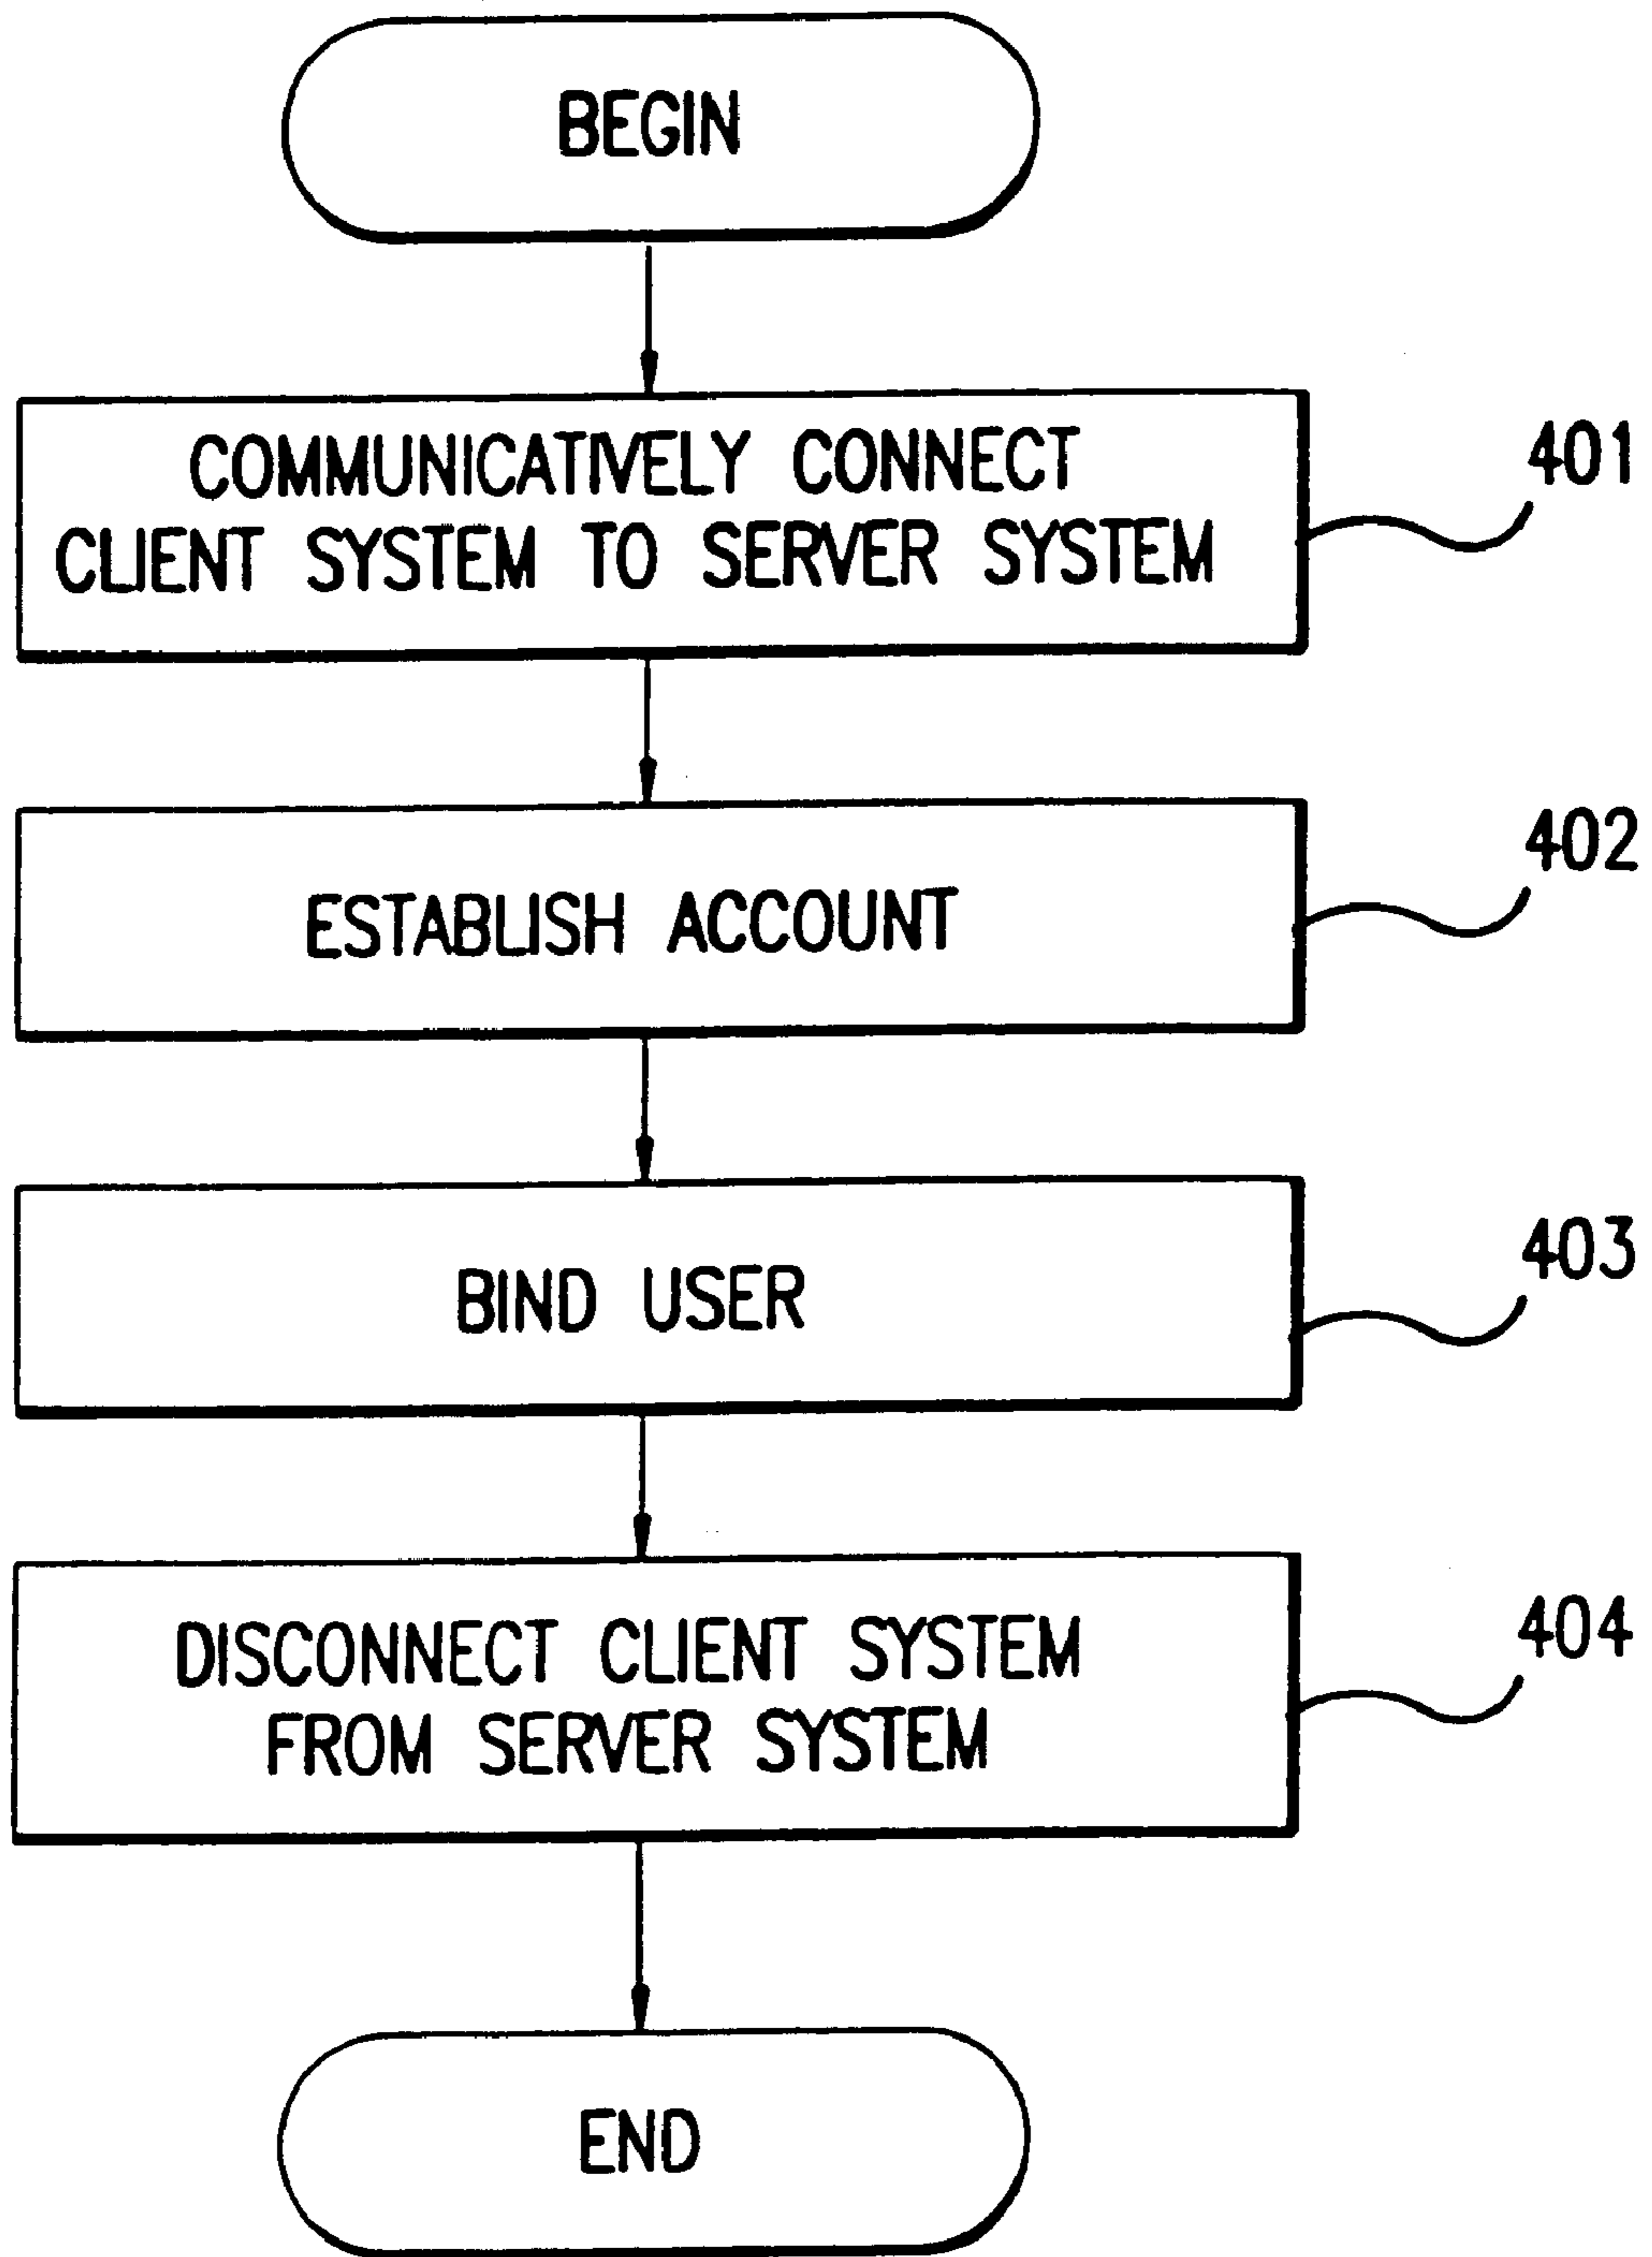 BEGIN
COMMUNICATIVELY CONNECT
CLIENT SYSTEM TO SERVER SYSTEM
401
ESTABLISH ACCOUNT
402
BIND USER
403
DISCONNECT CLIENT SYSTEM
FROM SERVER SYSTEM
404
END